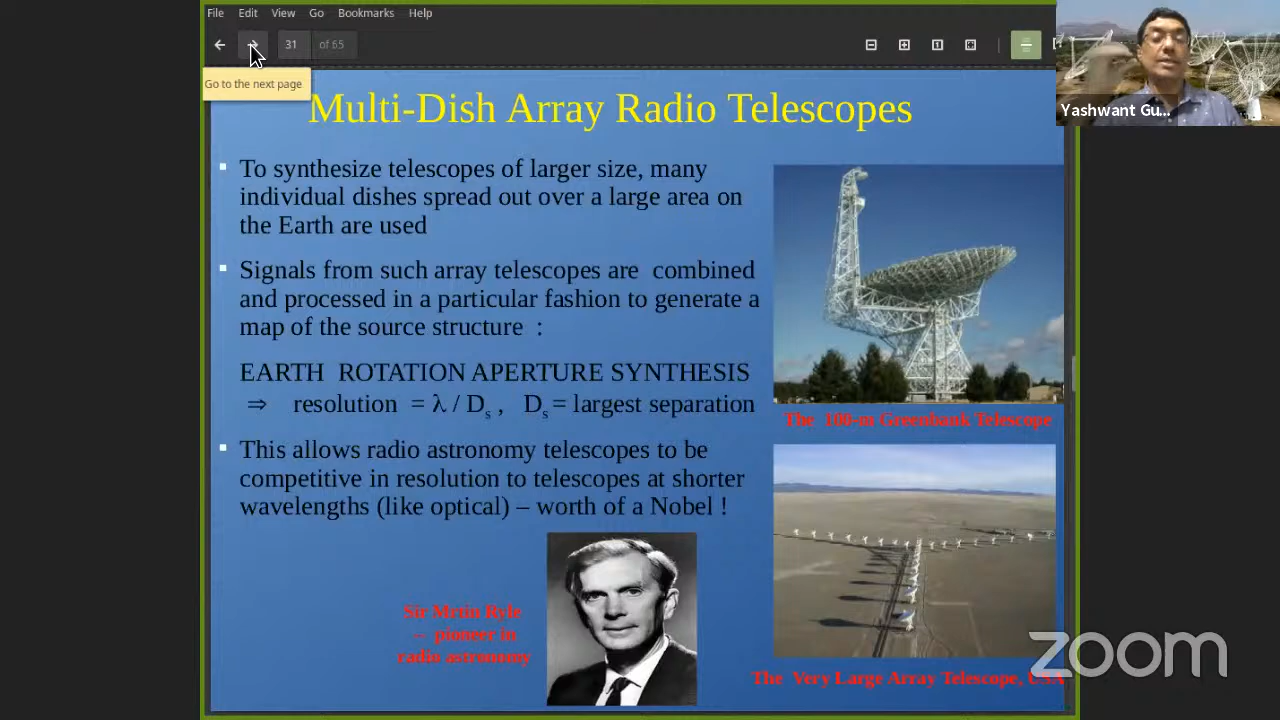 File Edit View Go Bookmarks Help
31 of 65
Go to the next page
Yashwant Gu...
Multi-Dish Array Radio Telescopes
To synthesize telescopes of larger size, many
individual dishes spread out over a large area on
the Earth are used
Signals from such array telescopes are combined
and processed in a particular fashion to generate a
map of the source structure :
EARTH ROTATION APERTURE SYNTHESIS
⇒ resolution = λ / Ds , Ds = largest separation
This allows radio astronomy telescopes to be
competitive in resolution to telescopes at shorter
wavelengths (like optical) – worth of a Nobel !
The 100-m Greenbank Telescope
Sir Mrtin Ryle
– pioneer in
radio astronomy
The Very Large Array Telescope, USA
zoom